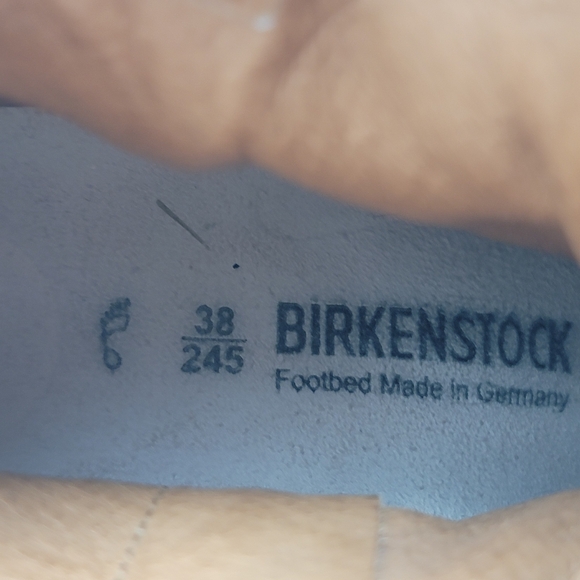 38
245
BIRKENSTOCK
Footbed Made in Germany